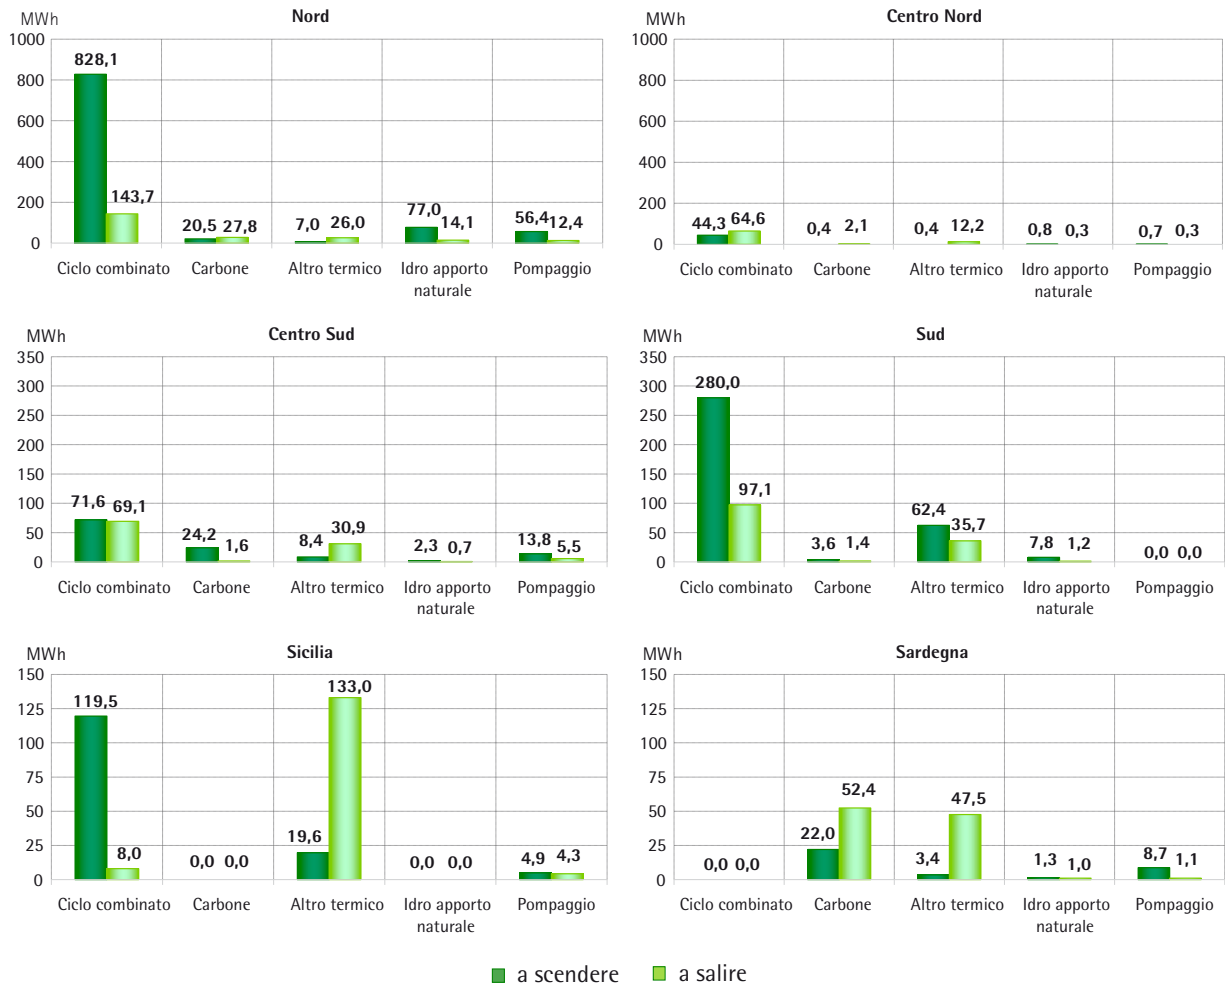 MWh
Nord
1000
800
600
400
200
0
828,1
143,7
20,5 27,8
7,0 26,0
77,0
14,1
56,4 12,4
Ciclo combinato
Carbone
Altro termico
Idro apporto
naturale
Pompaggio
MWh
Centro Nord
1000
800
600
400
200
0
44,3 64,6
0,4 2,1
0,4 12,2
0,8 0,3
0,7 0,3
Ciclo combinato
Carbone
Altro termico
Idro apporto
naturale
Pompaggio
MWh
Centro Sud
350
300
250
200
150
100
50
0
71,6 69,1
24,2
1,6
8,4
30,9
2,3 0,7
13,8
5,5
Ciclo combinato
Carbone
Altro termico
Idro apporto
naturale
Pompaggio
MWh
Sud
350
300
250
200
150
100
50
0
280,0
97,1
3,6 1,4
62,4
35,7
7,8 1,2
0,0 0,0
Ciclo combinato
Carbone
Altro termico
Idro apporto
naturale
Pompaggio
MWh
Sicilia
150
125
100
75
50
25
0
119,5
8,0
0,0 0,0
19,6
133,0
0,0 0,0
4,9 4,3
Ciclo combinato
Carbone
Altro termico
Idro apporto
naturale
Pompaggio
MWh
Sardegna
150
125
100
75
50
25
0
0,0 0,0
22,0
52,4
3,4
47,5
1,3 1,0
8,7 1,1
Ciclo combinato
Carbone
Altro termico
Idro apporto
naturale
Pompaggio
a scendere
a salire